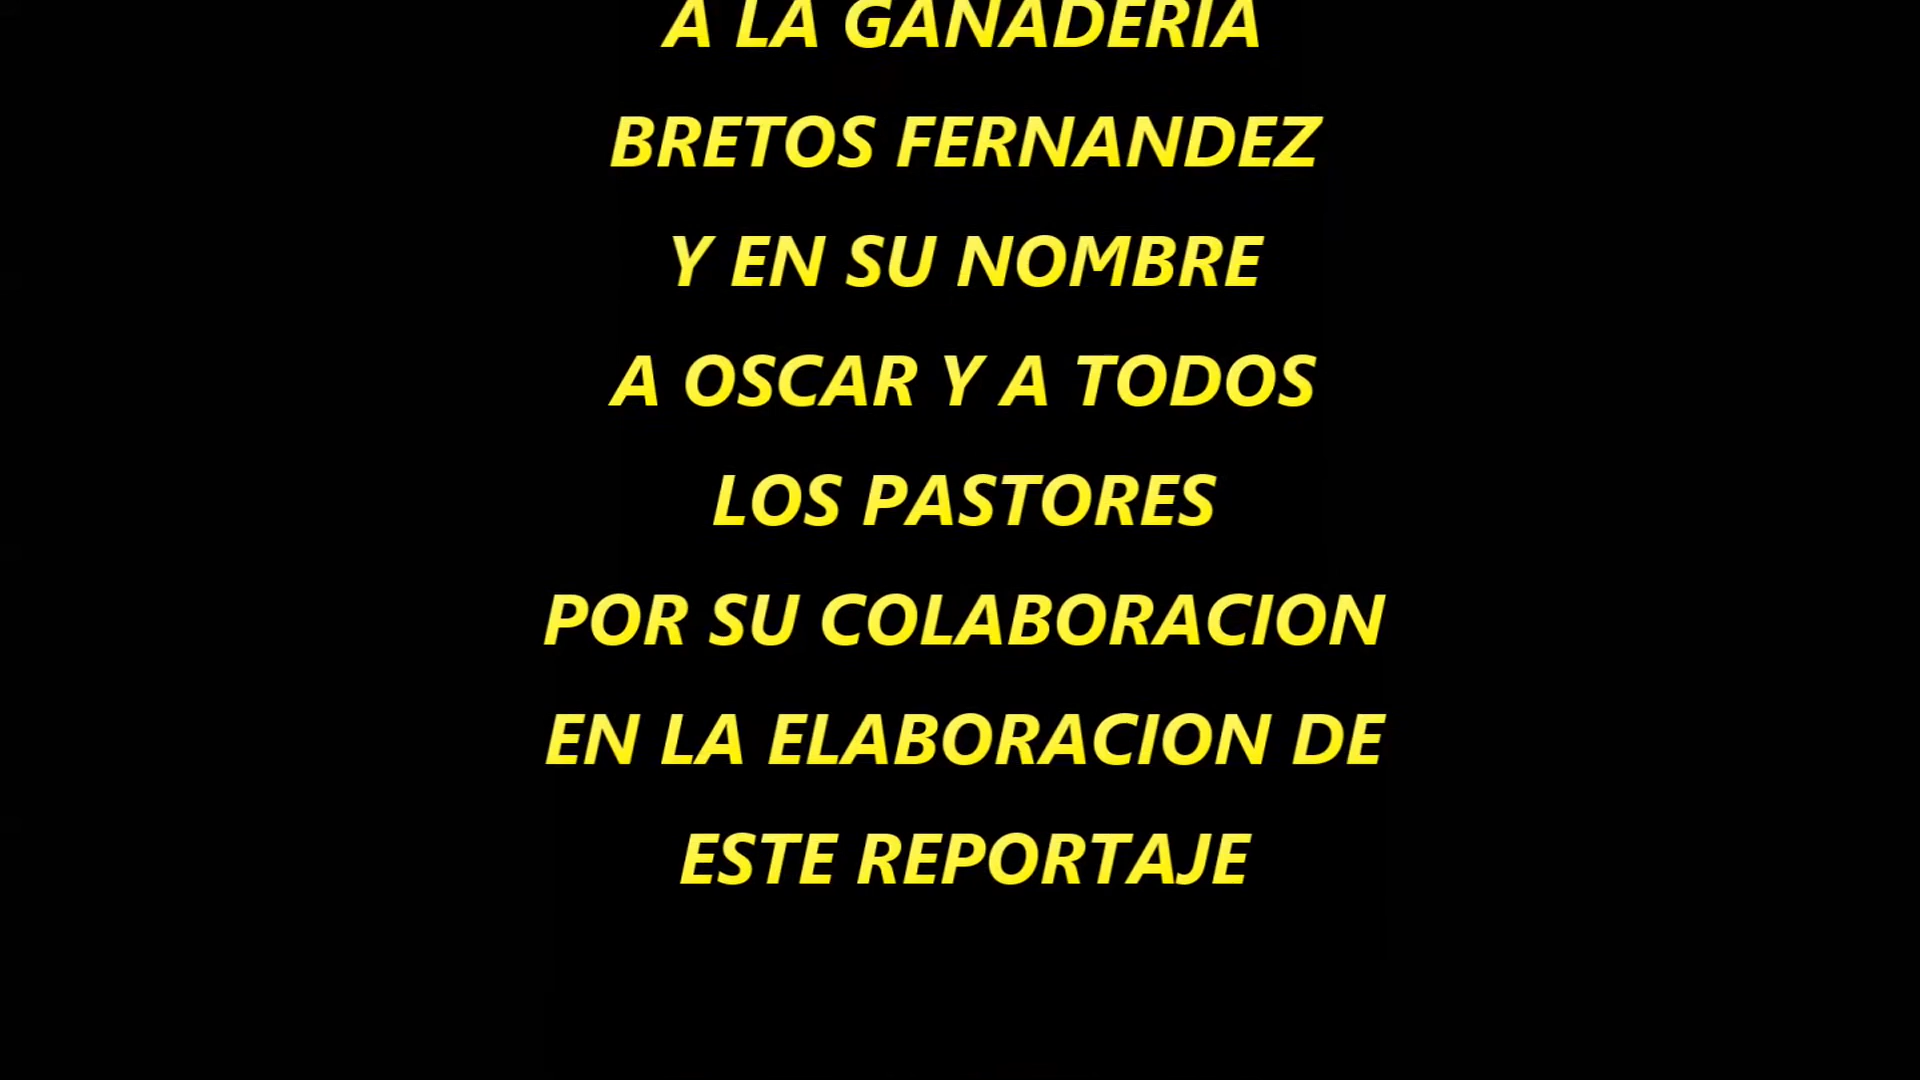 A LA GANADERIA
BRETOS FERNANDEZ
Y EN SU NOMBRE
A OSCAR Y A TODOS
LOS PASTORES
POR SU COLABORACION
EN LA ELABORACION DE
ESTE REPORTAJE